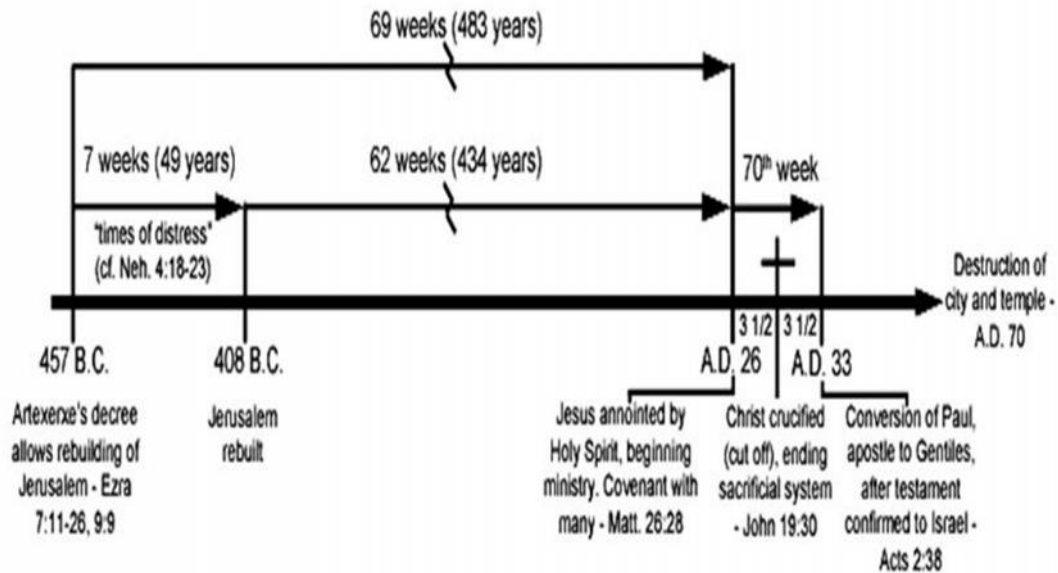 69 weeks (483 years)
7 weeks (49 years)
62 weeks (434 years)
70th week
"times of distress"
(cf. Neh. 4:18-23)
Destruction of
city and temple -
A.D. 70
3 1/2
3 1/2
457 B.C.
408 B.C.
A.D. 26
A.D. 33
Artexerxe's decree
allows rebuilding of
Jerusalem - Ezra
7:11-26, 9:9
Jerusalem
rebuilt
Jesus annointed by
Holy Spirit, beginning
ministry. Covenant with
many - Matt. 26:28
Christ crucified
(cut off), ending
sacrificial system
- John 19:30
Conversion of Paul,
apostle to Gentiles,
after testament
confirmed to Israel -
Acts 2:38